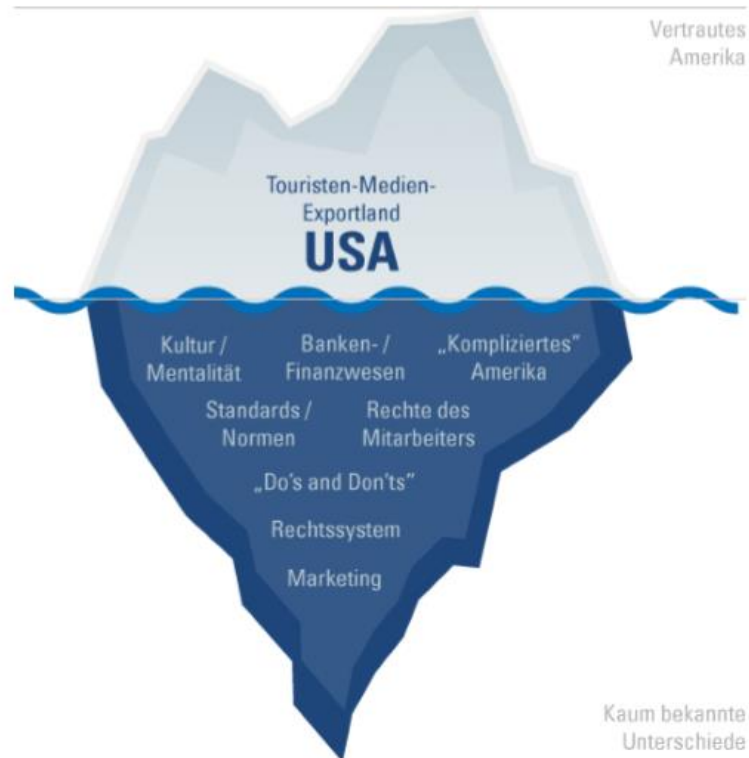 Vertrautes
Amerika
Touristen-Medien-
Exportland
USA
Kultur /
Mentalität
Banken- /
Finanzwesen
„Kompliziertes”
Amerika
Standards /
Normen
Rechte des
Mitarbeiters
„Do’s and Don’ts”
Rechtssystem
Marketing
Kaum bekannte
Unterschiede